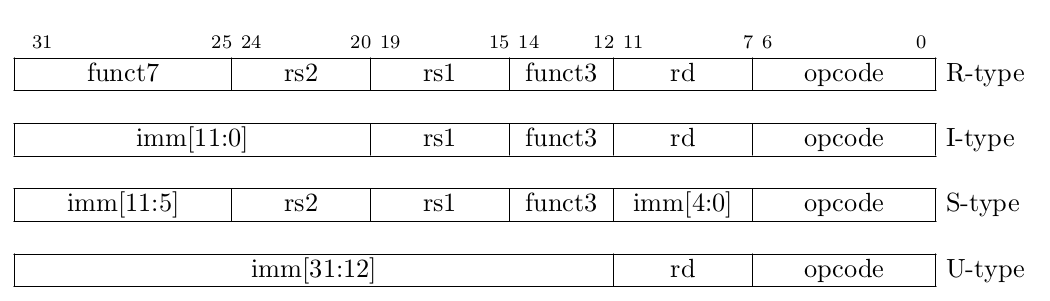 31 25 24 20 19 15 14 12 11 7 6 0
funct7 rs2 rs1 funct3 rd opcode R-type
imm[11:0] rs1 funct3 rd opcode I-type
imm[11:5] rs2 rs1 funct3 imm[4:0] opcode S-type
imm[31:12] rd opcode U-type